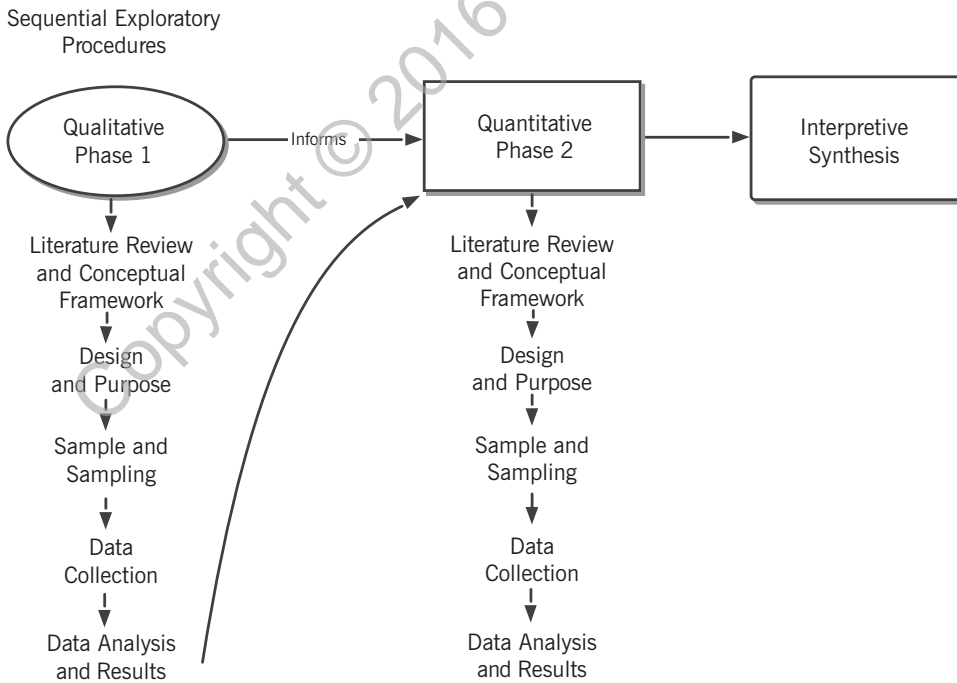 Sequential Exploratory
Procedures
Qualitative
Phase 1
Informs
Quantitative
Phase 2
Interpretive
Synthesis
Literature Review
and Conceptual
Framework
Design
and Purpose
Sample and
Sampling
Data
Collection
Data Analysis
and Results
Literature Review
and Conceptual
Framework
Design
and Purpose
Sample and
Sampling
Data
Collection
Data Analysis
and Results
Copyright © 2016